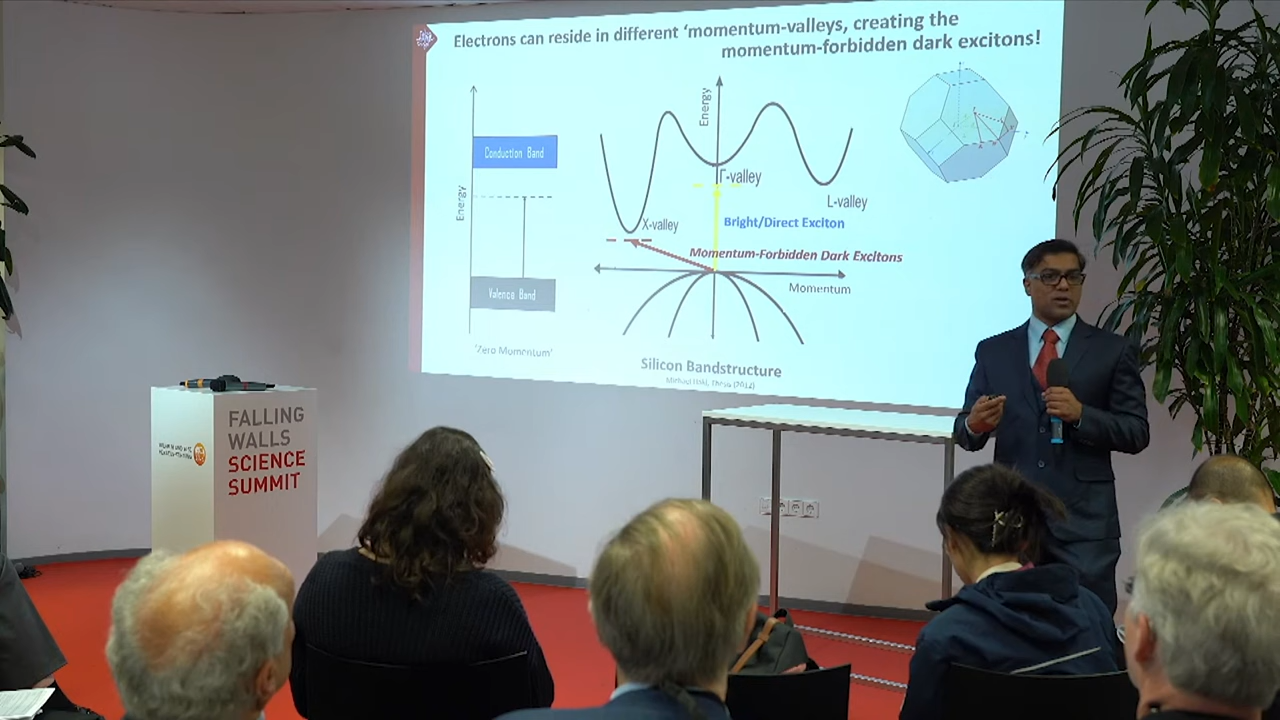 Electrons can reside in different ‘momentum-valleys, creating the
momentum-forbidden dark excitons!
Energy
Conduction Band
Valence Band
'Zero Momentum'
Energy
Γ-valley
L-valley
X-valley
Bright/Direct Exciton
Momentum-Forbidden Dark Excitons
Momentum
Silicon Bandstructure
FALLING
WALLS
SCIENCE
SUMMIT